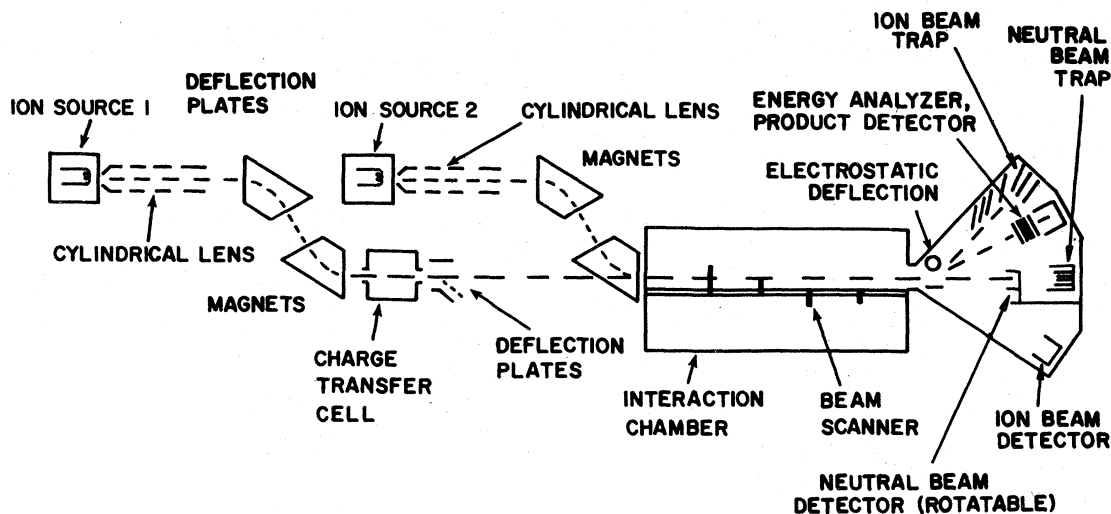 ION BEAM
TRAP
NEUTRAL
BEAM
TRAP
DEFLECTION
PLATES
ION SOURCE 1
ION SOURCE 2
CYLINDRICAL LENS
ENERGY ANALYZER,
PRODUCT DETECTOR
MAGNETS
ELECTROSTATIC
DEFLECTION
CYLINDRICAL LENS
MAGNETS
CHARGE
TRANSFER
CELL
DEFLECTION
PLATES
INTERACTION
CHAMBER
BEAM
SCANNER
ION BEAM
DETECTOR
NEUTRAL BEAM
DETECTOR (ROTATABLE)